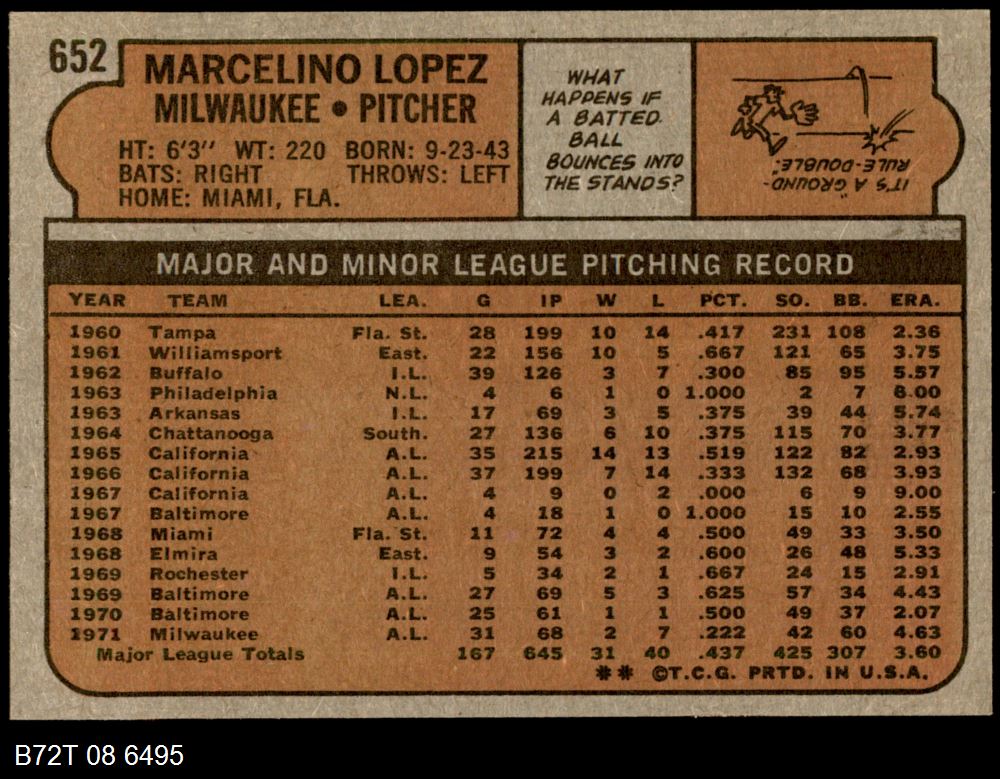 652
MARCELINO LOPEZ
MILWAUKEE • PITCHER
HT: 6'3" WT: 220 BORN: 9-23-43
BATS: RIGHT THROWS: LEFT
HOME: MIAMI, FLA.
WHAT
HAPPENS IF
A BATTED
BALL
BOUNCES INTO
THE STANDS?
IT'S A "GROUND-
RULE-DOUBLE."
MAJOR AND MINOR LEAGUE PITCHING RECORD
YEAR TEAM LEA. G IP W L PCT. SO. BB. ERA.
1960 Tampa Fla. St. 28 199 10 14 .417 231 108 2.36
1961 Williamsport East. 22 156 10 5 .667 121 65 3.75
1962 Buffalo I.L. 39 126 3 7 .300 85 95 5.57
1963 Philadelphia N.L. 4 6 1 0 1.000 2 7 6.00
1963 Arkansas I.L. 17 69 3 5 .375 39 44 5.74
1964 Chattanooga South. 27 136 6 10 .375 115 70 3.77
1965 California A.L. 35 215 14 13 .519 122 82 2.93
1966 California A.L. 37 199 7 14 .333 132 68 3.93
1967 California A.L. 4 9 0 2 .000 6 9 9.00
1967 Baltimore A.L. 4 18 1 0 1.000 15 10 2.55
1968 Miami Fla. St. 11 72 4 4 .500 49 33 3.50
1968 Elmira East. 9 54 3 2 .600 26 48 5.33
1969 Rochester I.L. 5 34 2 1 .667 24 15 2.91
1969 Baltimore A.L. 27 69 5 3 .625 57 34 4.43
1970 Baltimore A.L. 25 61 1 1 .500 49 37 2.07
1971 Milwaukee A.L. 31 68 2 7 .222 42 60 4.63
Major League Totals 167 645 31 40 .437 425 307 3.60
** ©T.C.G. PRTD. IN U.S.A.
B72T 08 6495